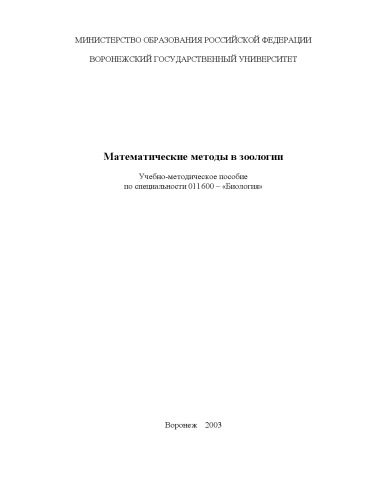 МИНИСТЕРСТВО ОБРАЗОВАНИЯ РОССИЙСКОЙ ФЕДЕРАЦИИ
ВОРОНЕЖСКИЙ ГОСУДАРСТВЕННЫЙ УНИВЕРСИТЕТ
Математические методы в зоологии
Учебно-методическое пособие
по специальности 011600 – «Биология»
Воронеж 2003